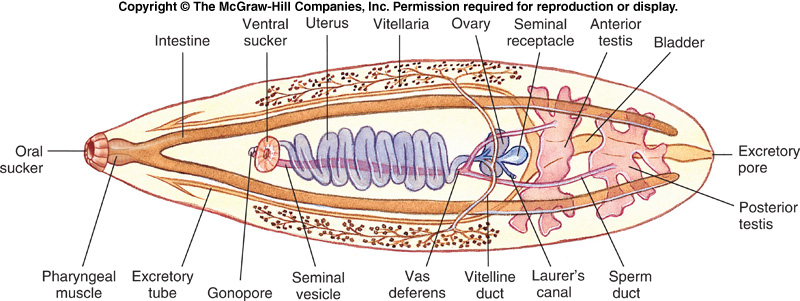 Copyright © The McGraw-Hill Companies, Inc. Permission required for reproduction or display.
Intestine
Ventral
sucker
Uterus
Vitellaria
Ovary
Seminal
receptacle
Anterior
testis
Bladder
Oral
sucker
Excretory
pore
Posterior
testis
Pharyngeal
muscle
Excretory
tube
Gonopore
Seminal
vesicle
Vas
deferens
Vitelline
duct
Laurer's
canal
Sperm
duct